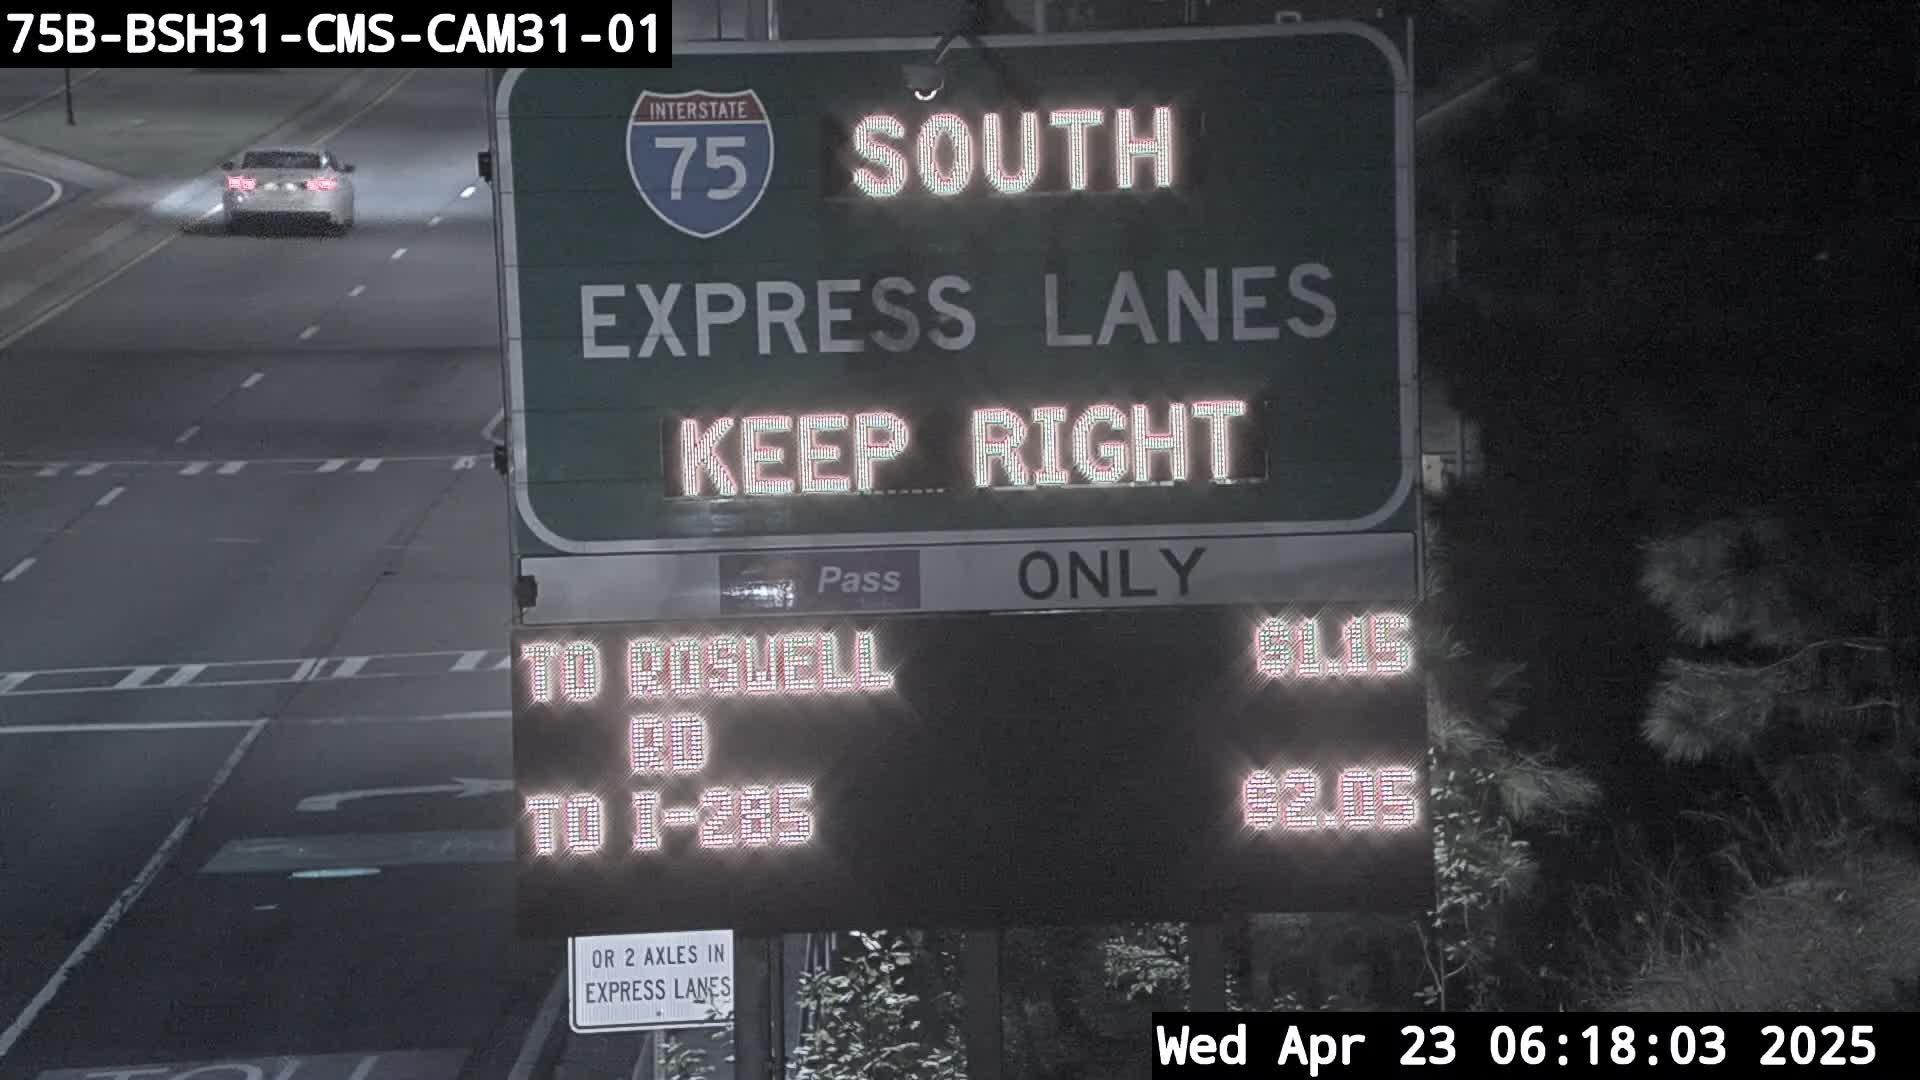 75B-BSH31-CMS-CAM31-01
INTERSTATE
75
SOUTH
EXPRESS LANES
KEEP RIGHT
Pass ONLY
TO ROSWELL $1.15
RD
TO I-285 $2.05
OR 2 AXLES IN
EXPRESS LANES
TOLL
Wed Apr 23 06:18:03 2025